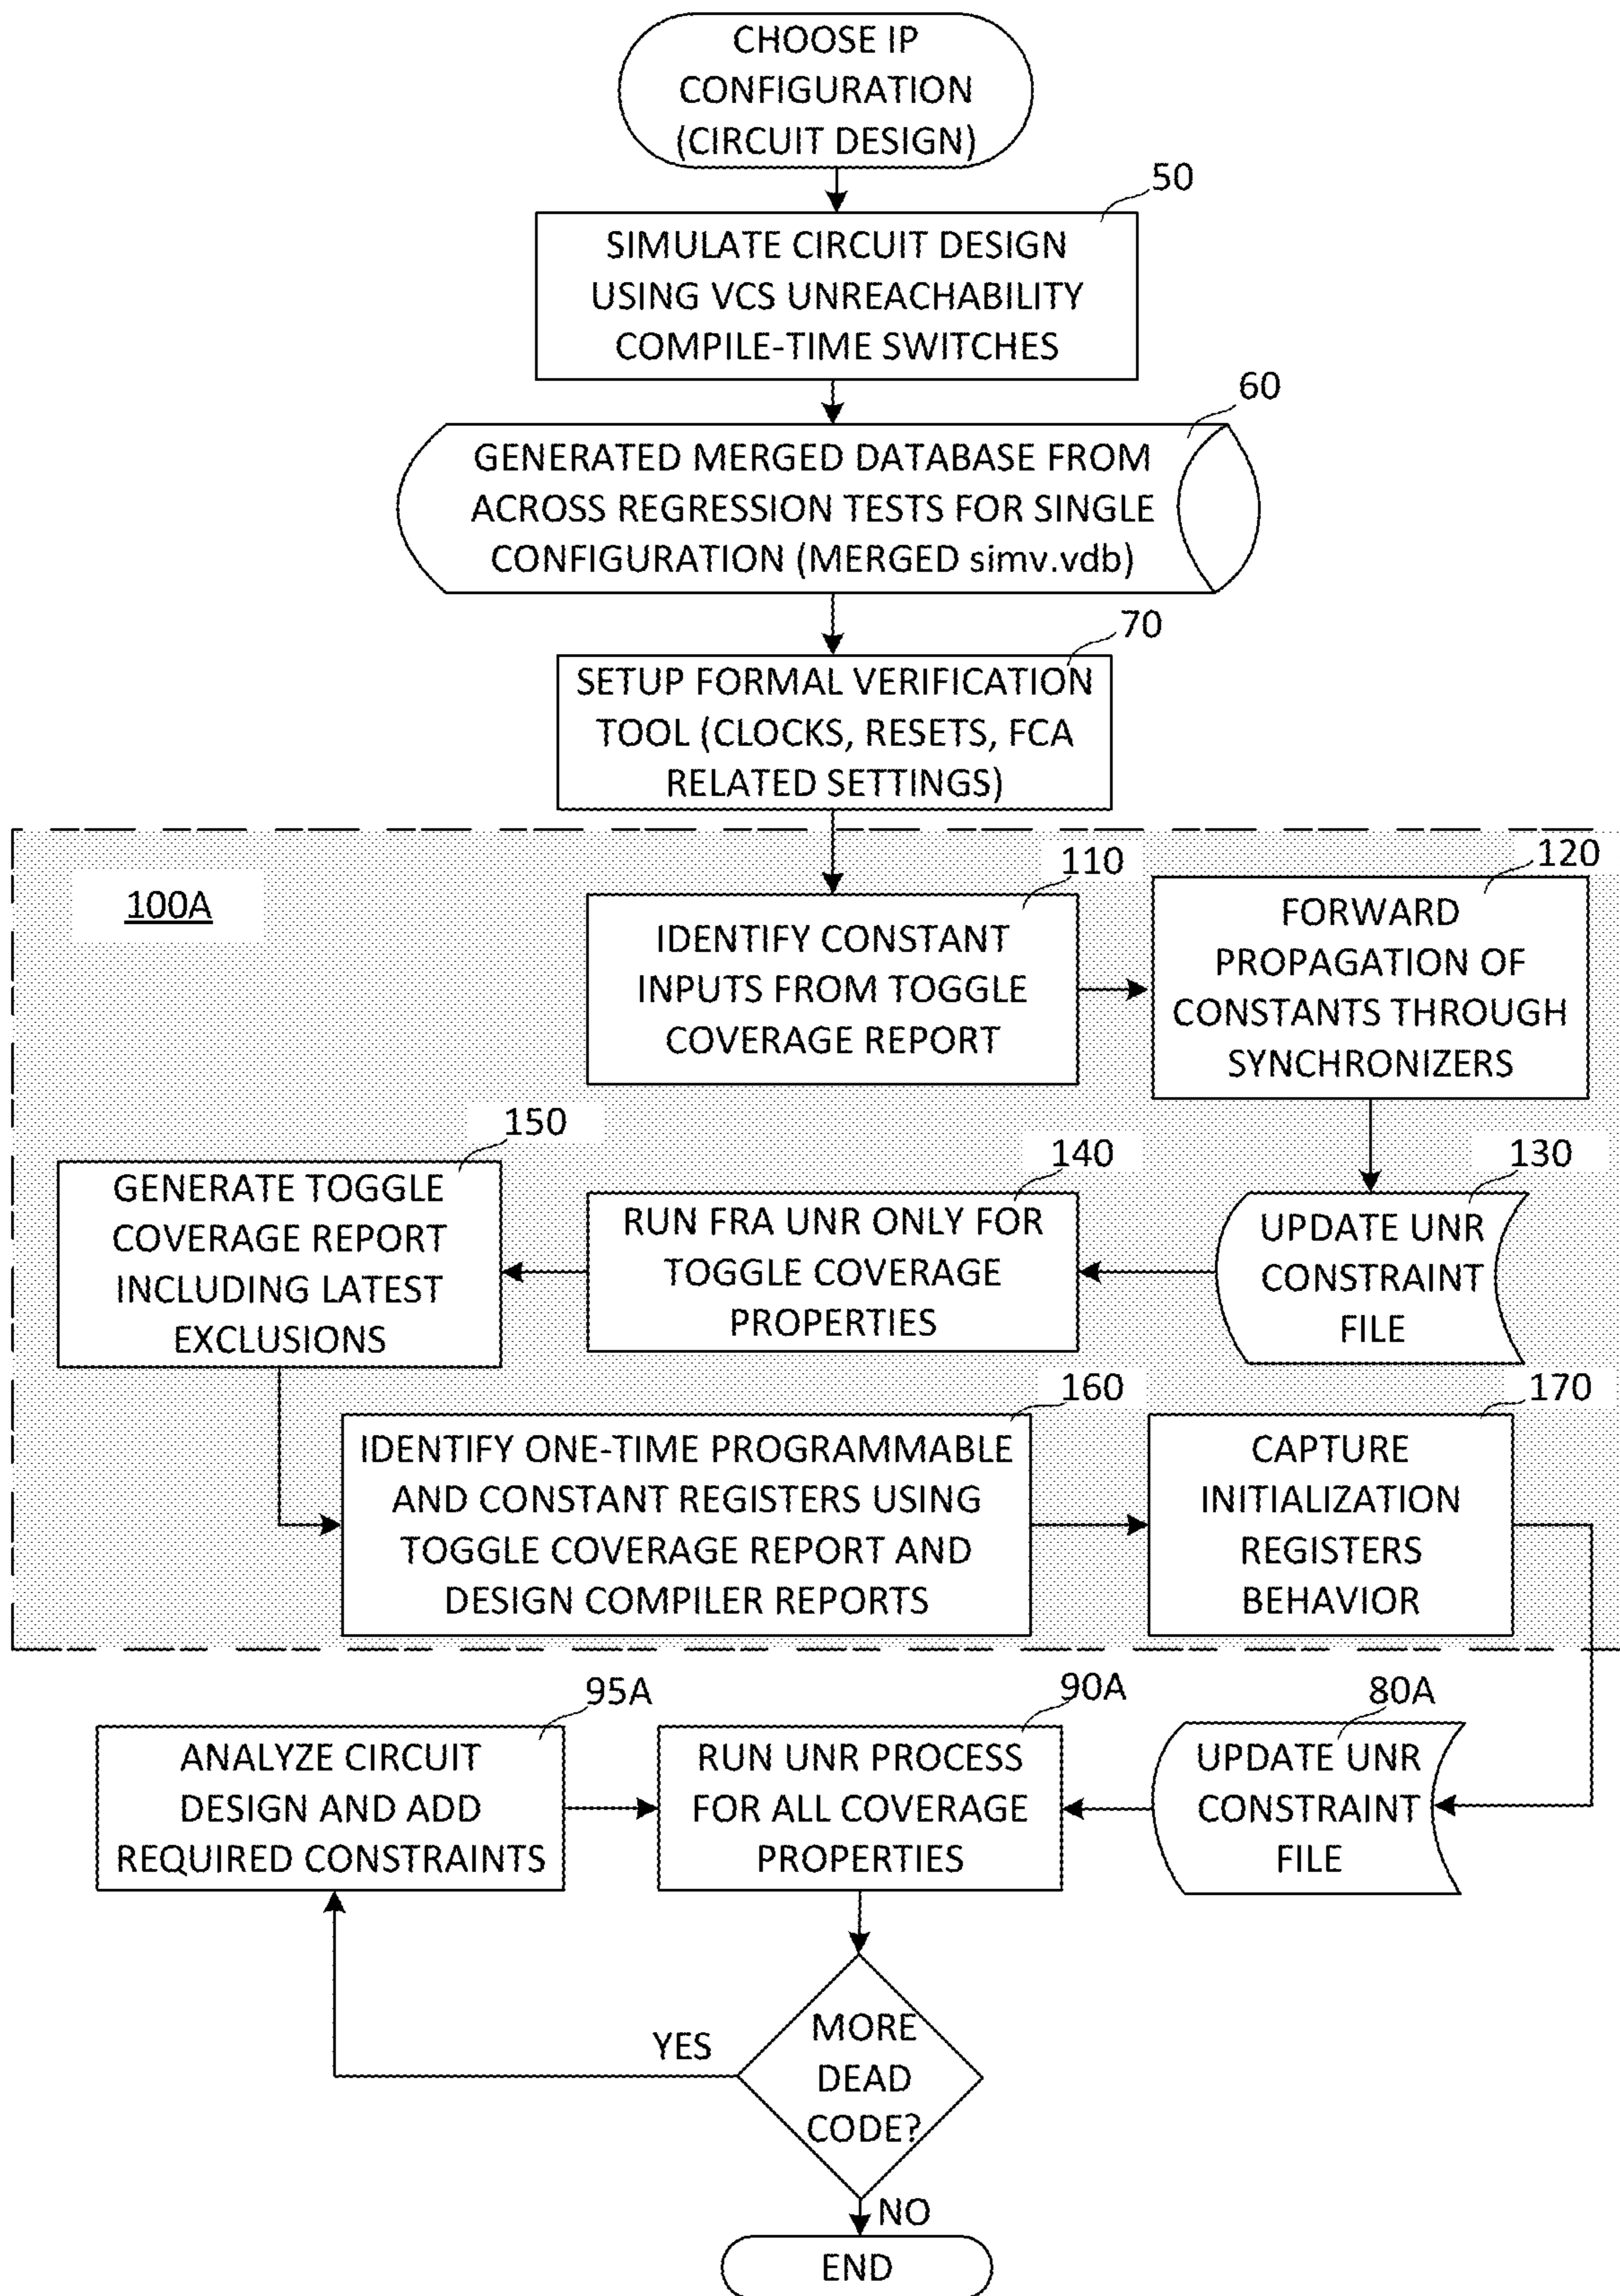 CHOOSE IP
CONFIGURATION
(CIRCUIT DESIGN)
50
SIMULATE CIRCUIT DESIGN
USING VCS UNREACHABILITY
COMPILE-TIME SWITCHES
60
GENERATED MERGED DATABASE FROM
ACROSS REGRESSION TESTS FOR SINGLE
CONFIGURATION (MERGED simv.vdb)
70
SETUP FORMAL VERIFICATION
TOOL (CLOCKS, RESETS, FCA
RELATED SETTINGS)
100A
110
IDENTIFY CONSTANT
INPUTS FROM TOGGLE
COVERAGE REPORT
120
FORWARD
PROPAGATION OF
CONSTANTS THROUGH
SYNCHRONIZERS
130
UPDATE UNR
CONSTRAINT
FILE
140
RUN FRA UNR ONLY FOR
TOGGLE COVERAGE
PROPERTIES
150
GENERATE TOGGLE
COVERAGE REPORT
INCLUDING LATEST
EXCLUSIONS
160
IDENTIFY ONE-TIME PROGRAMMABLE
AND CONSTANT REGISTERS USING
TOGGLE COVERAGE REPORT AND
DESIGN COMPILER REPORTS
170
CAPTURE
INITIALIZATION
REGISTERS
BEHAVIOR
80A
UPDATE UNR
CONSTRAINT
FILE
90A
RUN UNR PROCESS
FOR ALL COVERAGE
PROPERTIES
95A
ANALYZE CIRCUIT
DESIGN AND ADD
REQUIRED CONSTRAINTS
YES
MORE
DEAD
CODE?
NO
END